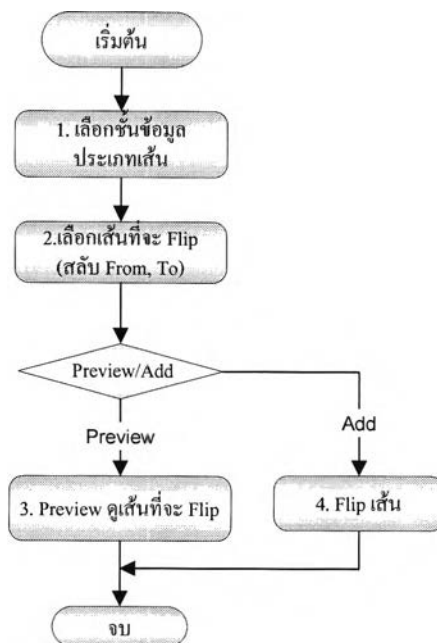 เริ่มต้น
1. เลือกชั้นข้อมูล
ประเภทเส้น
2.เลือกเส้นที่จะ Flip
(สลับ From, To)
Preview/Add
Preview
Add
3. Preview ดูเส้นที่จะ Flip
4. Flip เส้น
จบ